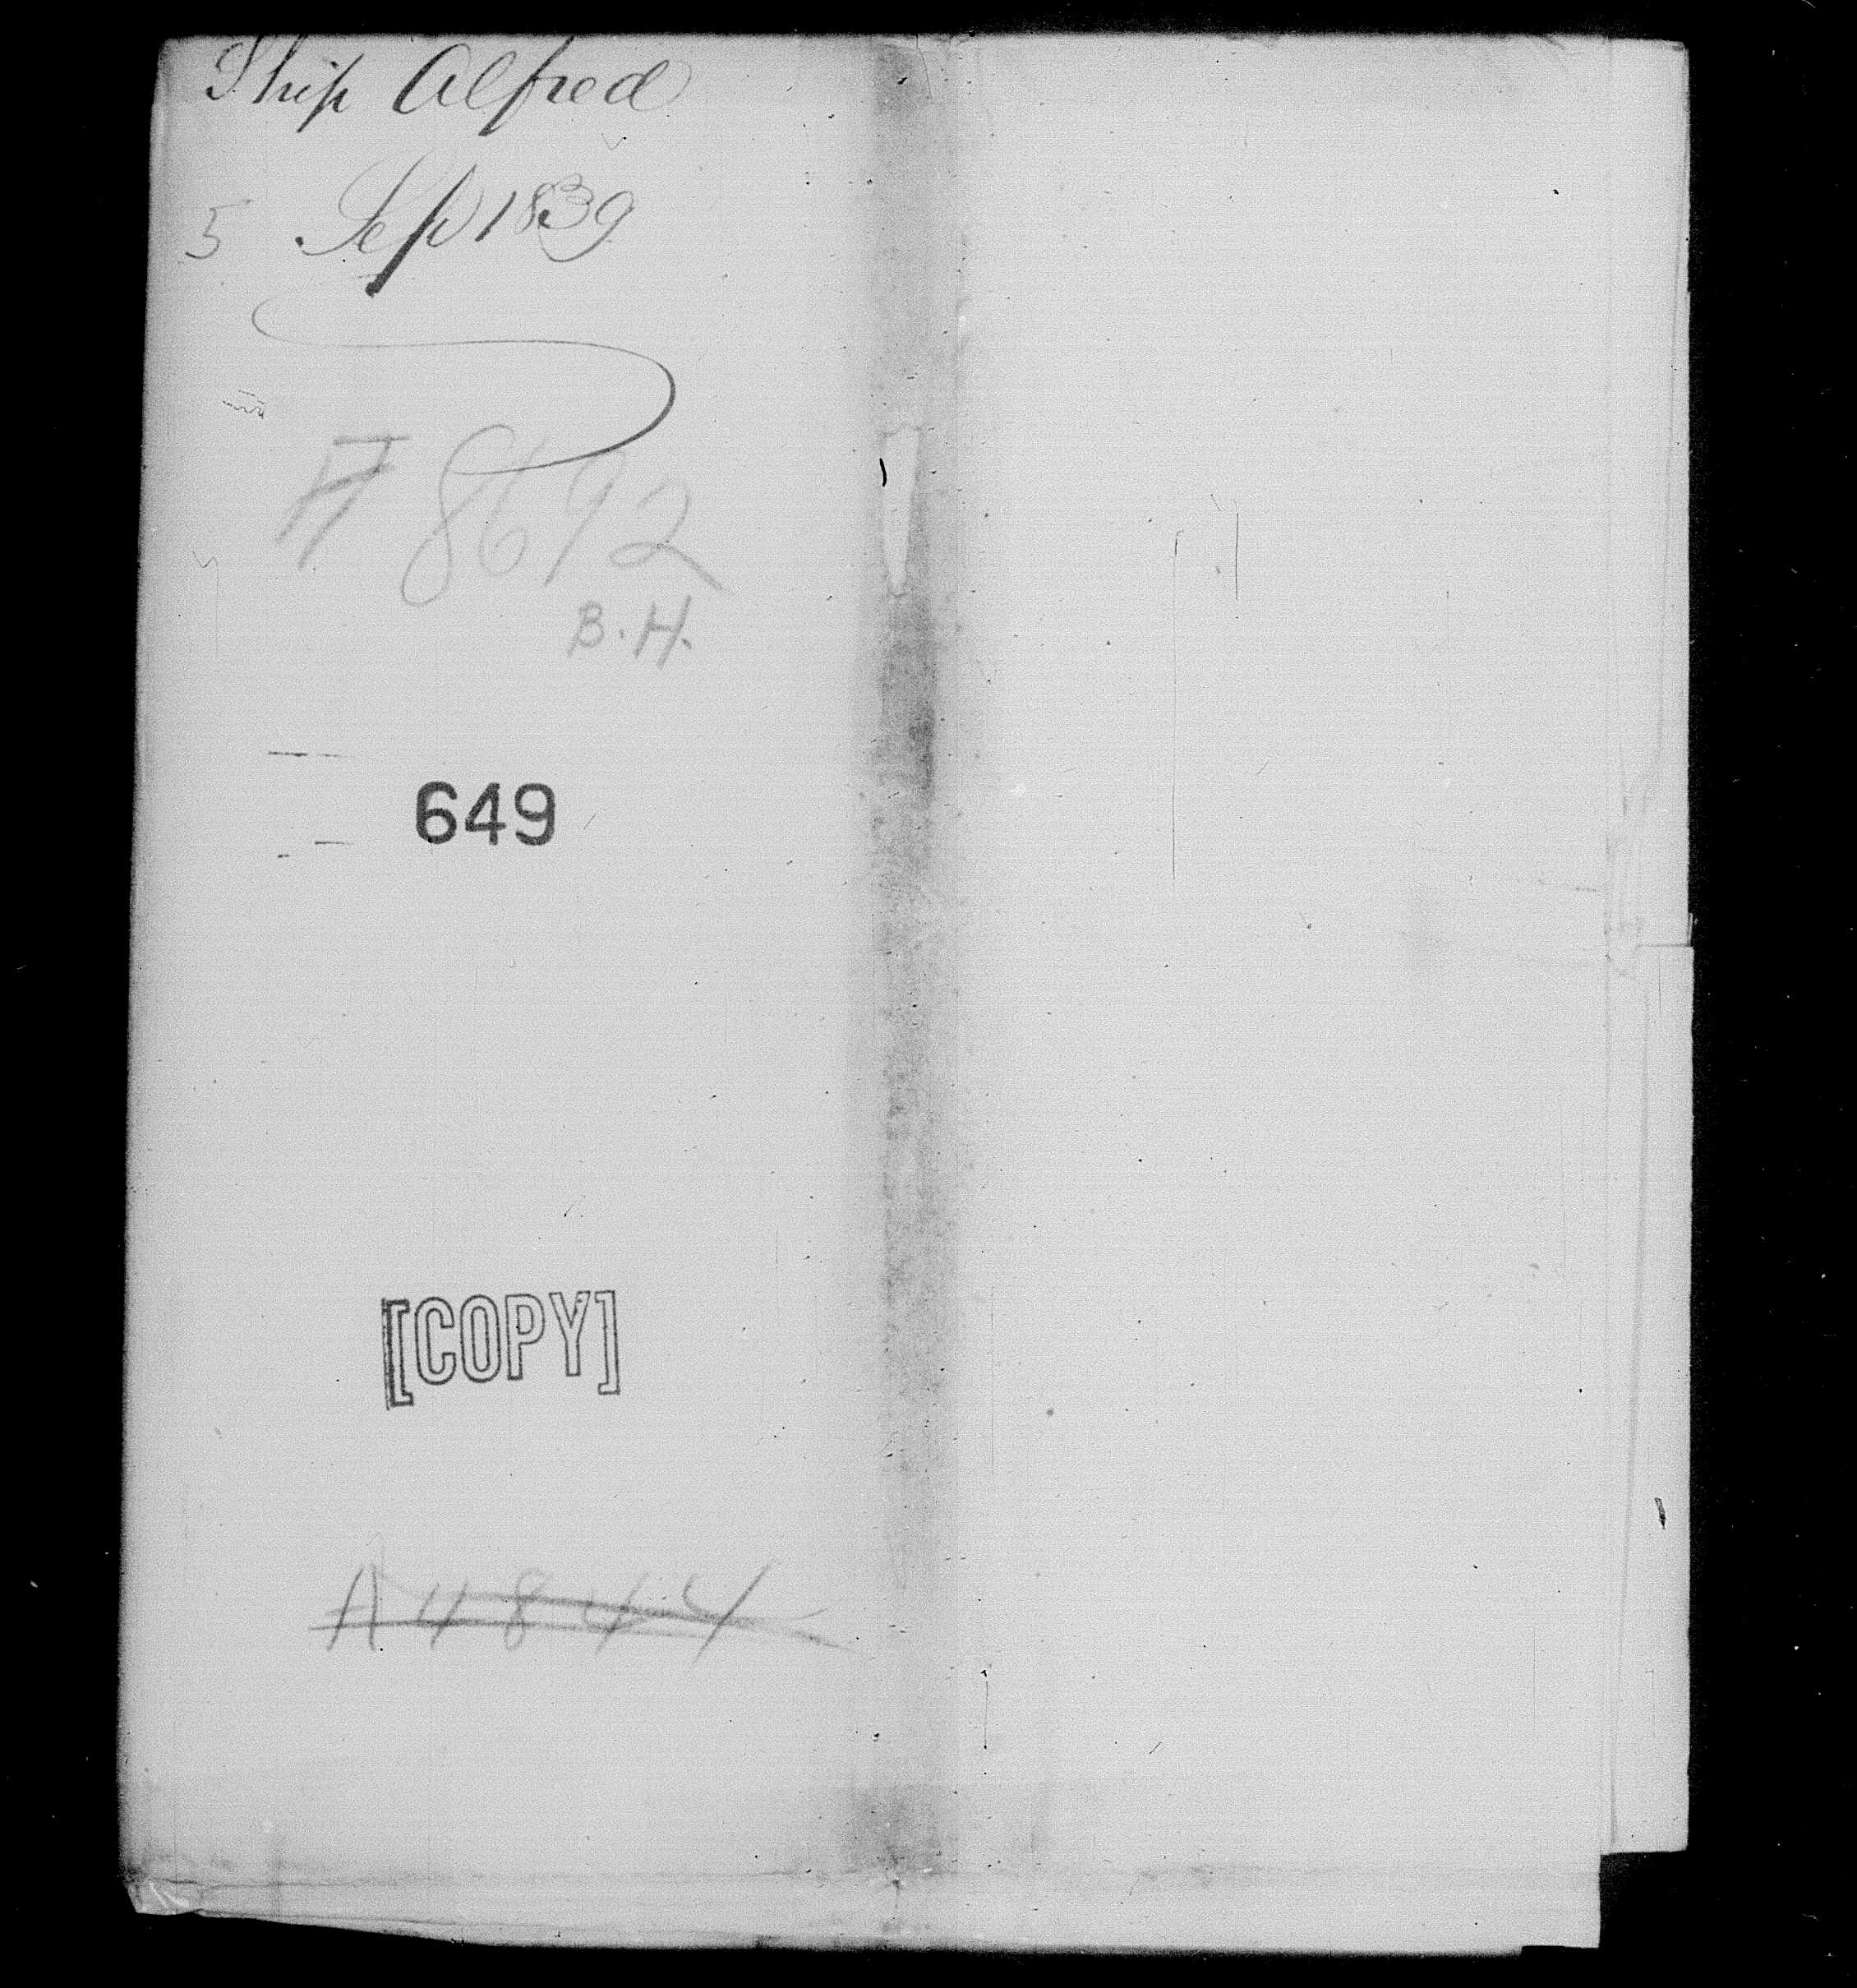 Ship Alfred
5 Sep 1839
# 8692
B.H.
649
[COPY]
A 4844